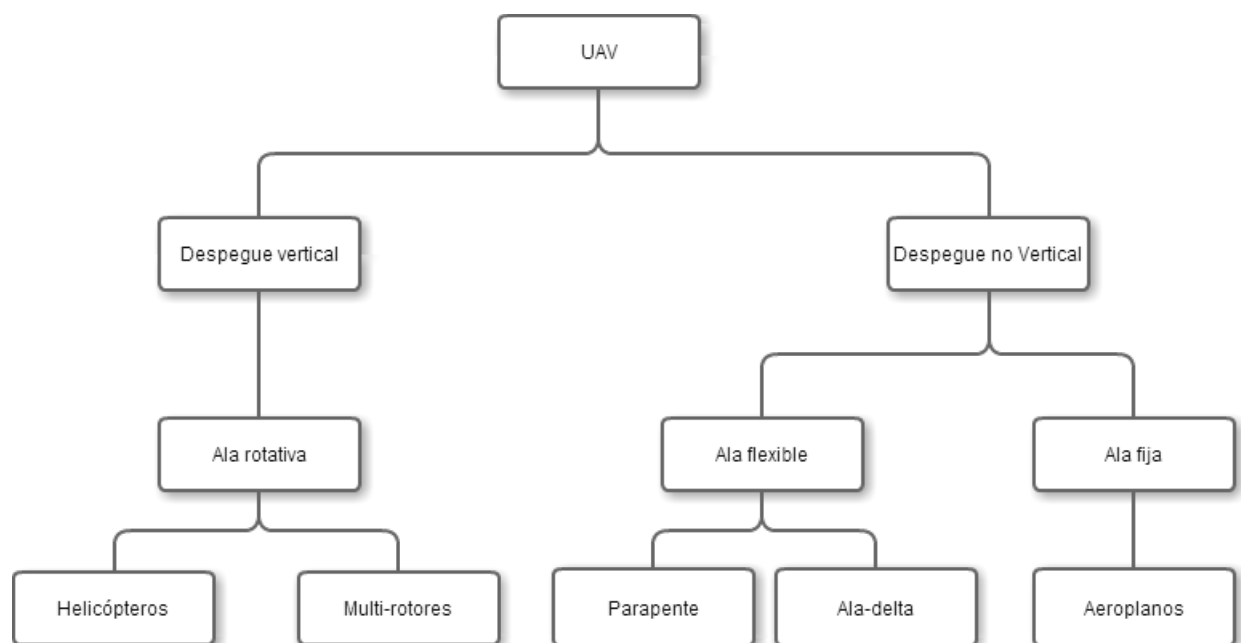 UAV
Despegue vertical
Despegue no Vertical
Ala rotativa
Ala flexible
Ala fija
Helicópteros
Multi-rotores
Parapente
Ala-delta
Aeroplanos